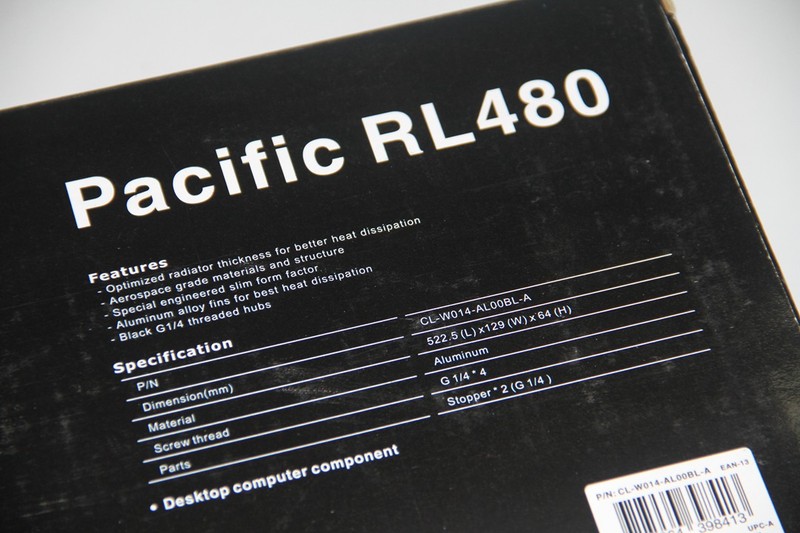 Pacific RL480
Features
- Optimized radiator thickness for better heat dissipation
- Aerospace grade materials and structure
- Special engineered slim form factor
- Aluminum alloy fins for best heat dissipation
- Black G1/4 threaded hubs
Specification
P/N CL-W014-AL00BL-A
Dimension(mm) 522.5 (L) x129 (W) x 64 (H)
Material Aluminum
Screw thread G 1/4 * 4
Parts Stopper * 2 (G 1/4 )
• Desktop computer component
P/N: CL-W014-AL00BL-A EAN-13
398413
UPC-A